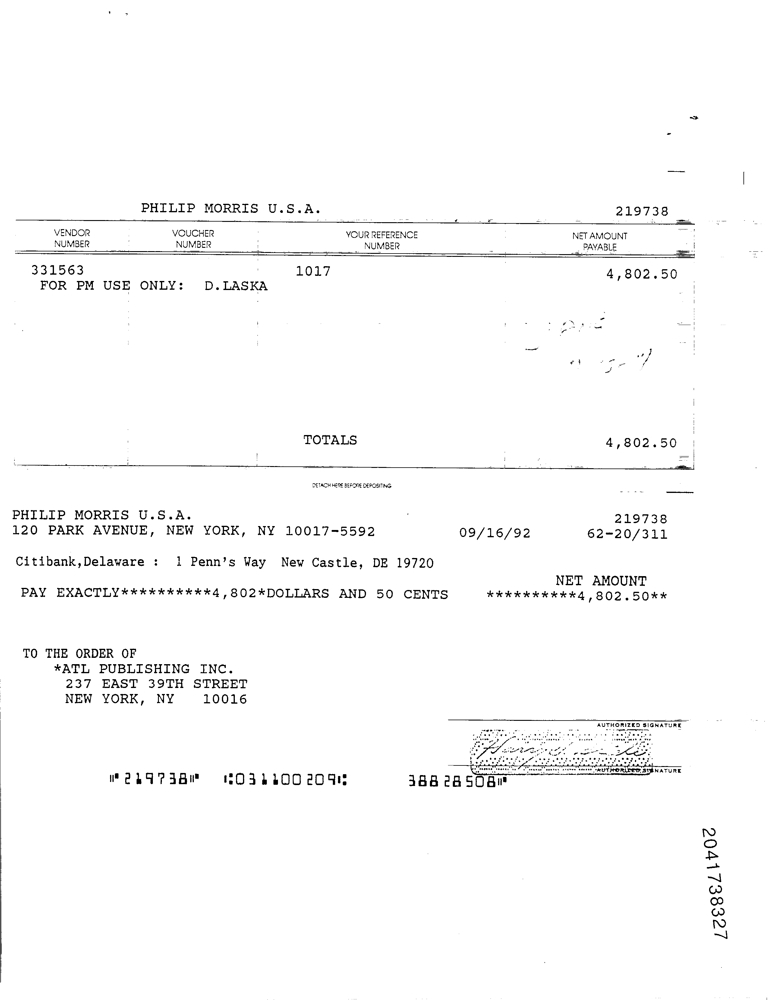 PHILIP MORRIS U.S.A. 219738
VENDOR NUMBER VOUCHER NUMBER YOUR REFERENCE NUMBER NET AMOUNT PAYABLE
331563 1017 4,802.50
FOR PM USE ONLY: D.LASKA
TOTALS 4,802.50
DETACH HERE BEFORE DEPOSITING
PHILIP MORRIS U.S.A. 219738
120 PARK AVENUE, NEW YORK, NY 10017-5592 09/16/92 62-20/311
Citibank,Delaware : 1 Penn's Way New Castle, DE 19720
NET AMOUNT
PAY EXACTLY**********4,802*DOLLARS AND 50 CENTS **********4,802.50**
TO THE ORDER OF
*ATL PUBLISHING INC.
237 EAST 39TH STREET
NEW YORK, NY 10016
AUTHORIZED SIGNATURE
AUTHORIZED SIGNATURE
⑈219738⑈ ⑆031100209⑆ 38828508⑈
2041738327